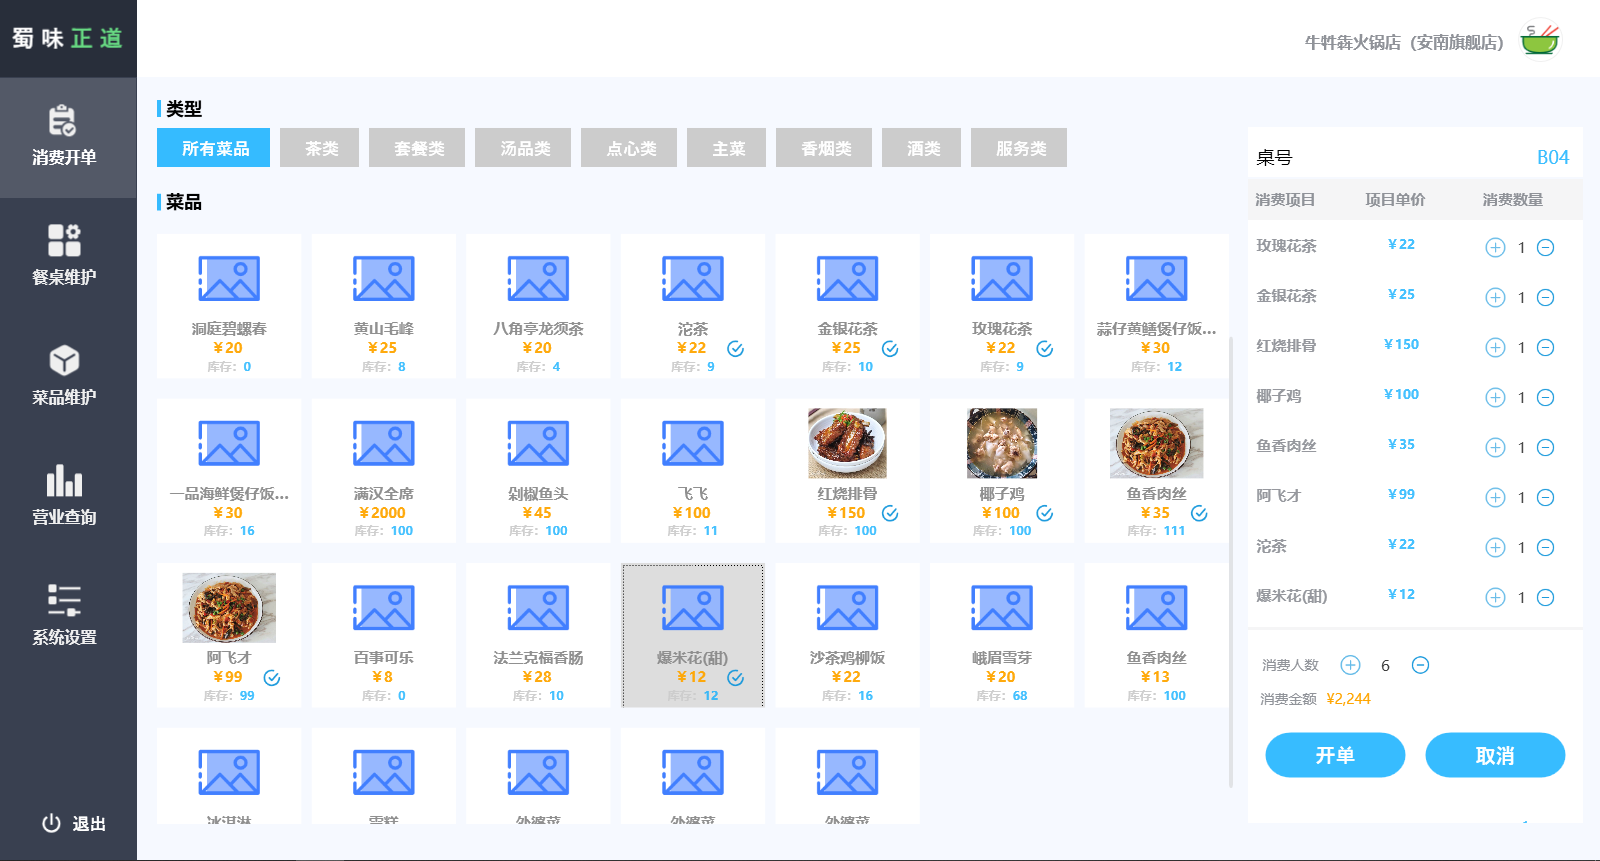 蜀味正道
牛牪犇火锅店（安南旗舰店）
消费开单
餐桌维护
菜品维护
营业查询
系统设置
退出
类型
所有菜品 茶类 套餐类 汤品类 点心类 主菜 香烟类 酒类 服务类
菜品
洞庭碧螺春 黄山毛峰 八角亭龙须茶 沱茶 金银花茶 玫瑰花茶 蒜仔黄鳝煲仔饭...
¥20 ¥25 ¥20 ¥22 ¥25 ¥22 ¥30
库存：0 库存：8 库存：4 库存：9 库存：10 库存：9 库存：12
一品海鲜煲仔饭... 满汉全席 剁椒鱼头 飞飞 红烧排骨 椰子鸡 鱼香肉丝
¥30 ¥2000 ¥45 ¥100 ¥150 ¥100 ¥35
库存：16 库存：100 库存：100 库存：11 库存：100 库存：100 库存：111
阿飞才 百事可乐 法兰克福香肠 爆米花(甜) 沙茶鸡柳饭 峨眉雪芽 鱼香肉丝
¥99 ¥8 ¥28 ¥12 ¥22 ¥20 ¥13
库存：99 库存：0 库存：10 库存：12 库存：16 库存：68 库存：100
冰淇淋 雪糕 外婆菜 外婆菜 外婆菜
桌号 B04
消费项目 项目单价 消费数量
玫瑰花茶 ¥22 1
金银花茶 ¥25 1
红烧排骨 ¥150 1
椰子鸡 ¥100 1
鱼香肉丝 ¥35 1
阿飞才 ¥99 1
沱茶 ¥22 1
爆米花(甜) ¥12 1
消费人数 6
消费金额 ¥2,244
开单 取消